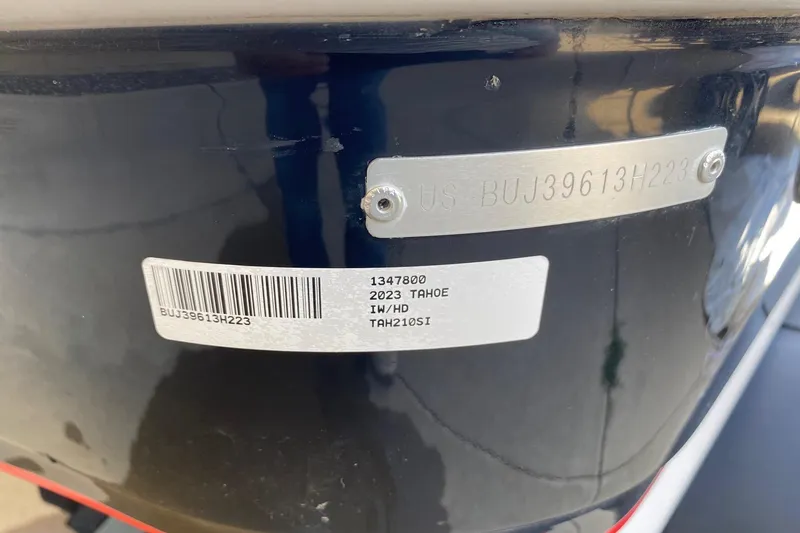 US BUJ39613H223
1347800
2023 TAHOE
IW/HD
TAH210SI
BUJ39613H223